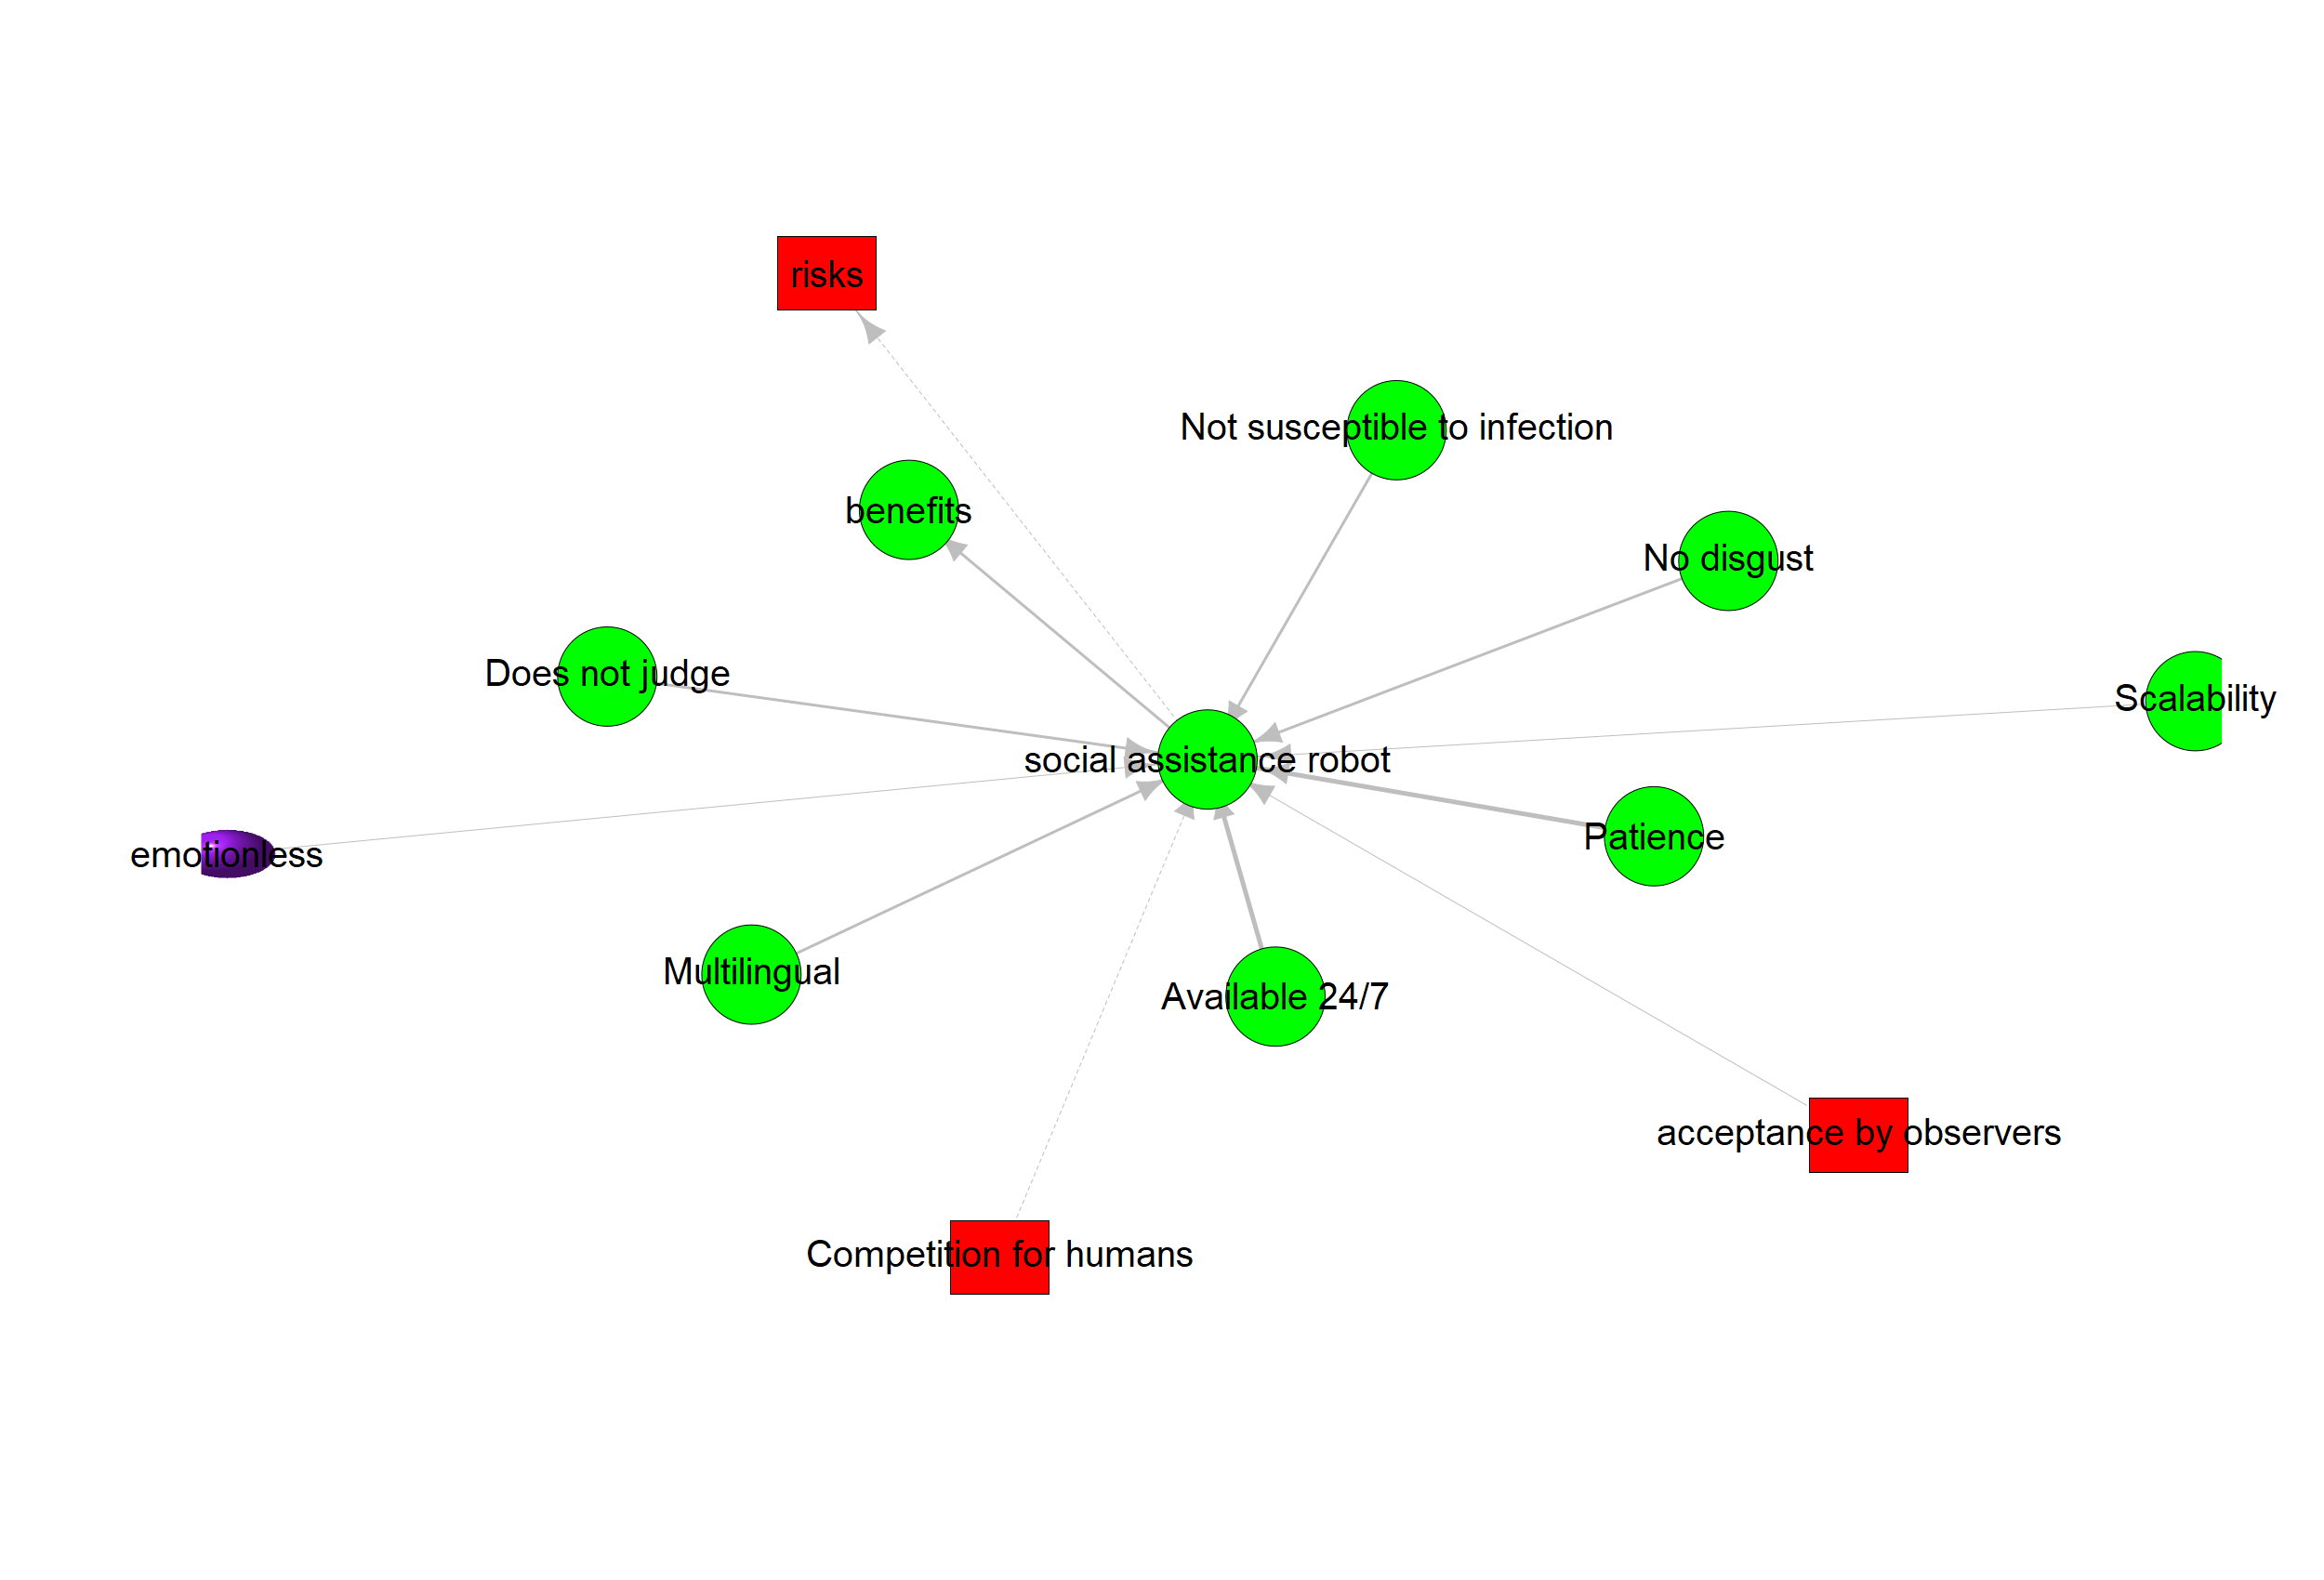 risks
Not susceptible to infection
benefits
No disgust
Does not judge
Scalability
social assistance robot
Patience
emotionless
Multilingual
Available 24/7
acceptance by observers
Competition for humans